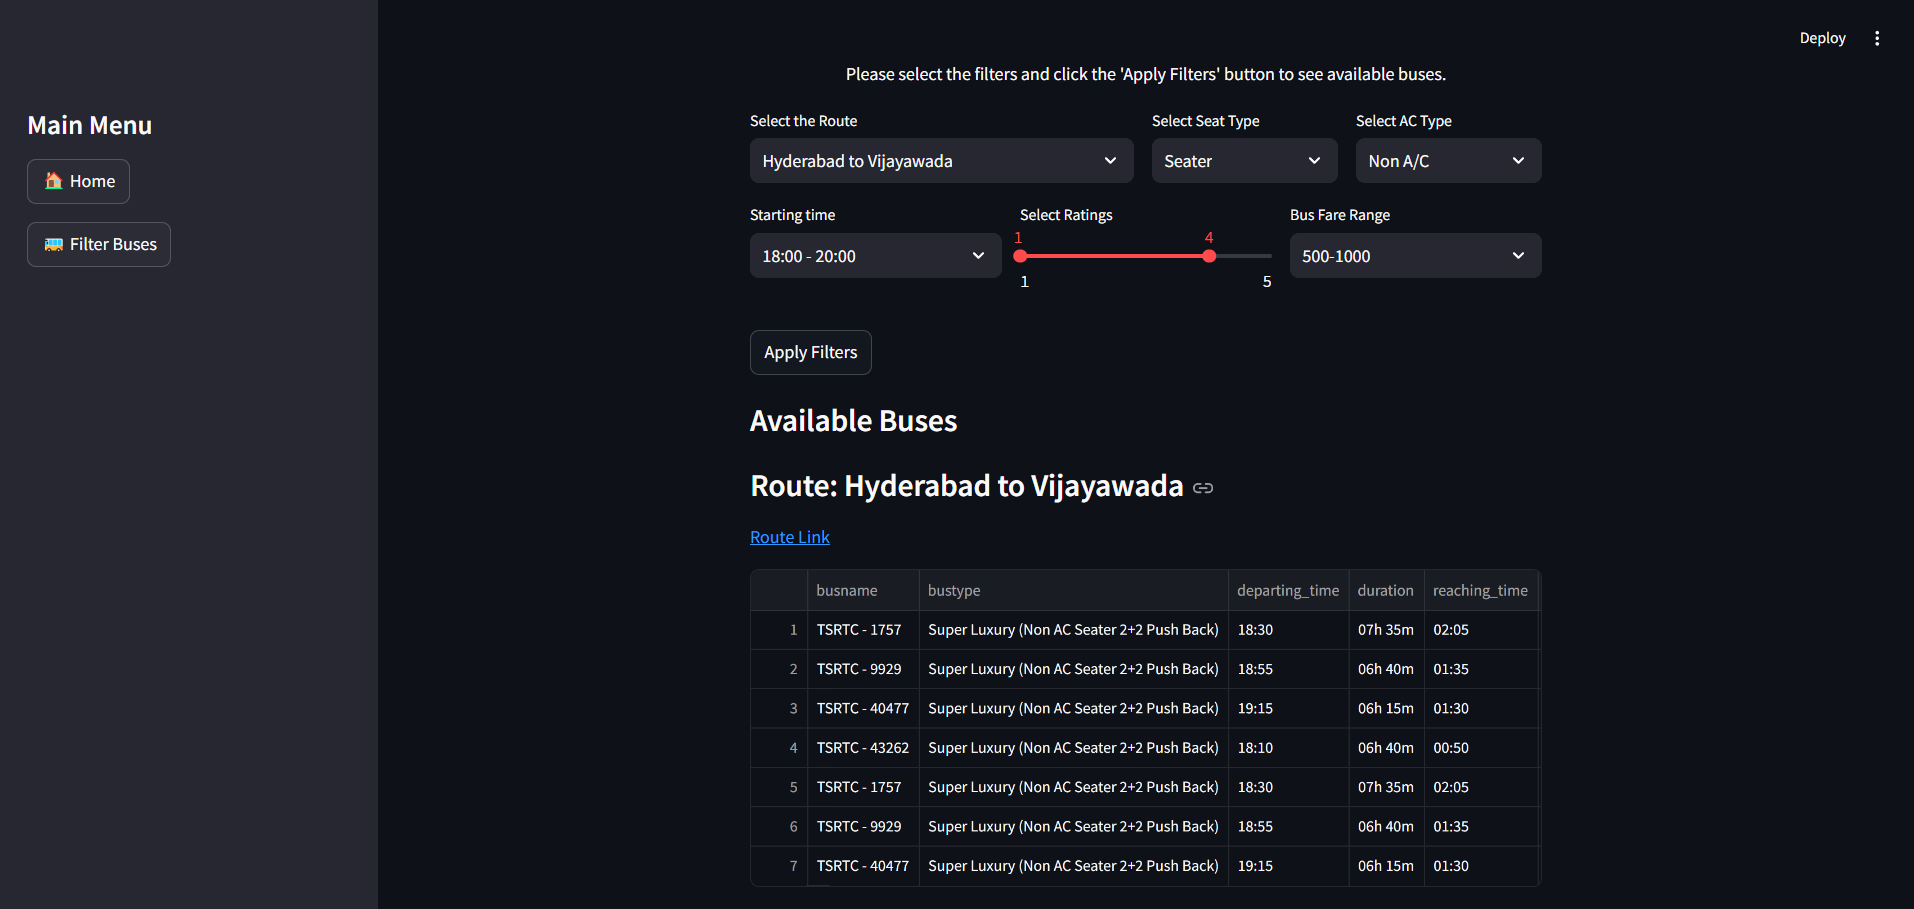 Deploy
Main Menu
Home
Filter Buses
Please select the filters and click the 'Apply Filters' button to see available buses.
Select the Route Select Seat Type Select AC Type
Hyderabad to Vijayawada Seater Non A/C
Starting time Select Ratings Bus Fare Range
1 4
18:00 - 20:00 500-1000
1 5
Apply Filters
Available Buses
Route: Hyderabad to Vijayawada
Route Link
busname bustype departing_time duration reaching_time
1 TSRTC - 1757 Super Luxury (Non AC Seater 2+2 Push Back) 18:30 07h 35m 02:05
2 TSRTC - 9929 Super Luxury (Non AC Seater 2+2 Push Back) 18:55 06h 40m 01:35
3 TSRTC - 40477 Super Luxury (Non AC Seater 2+2 Push Back) 19:15 06h 15m 01:30
4 TSRTC - 43262 Super Luxury (Non AC Seater 2+2 Push Back) 18:10 06h 40m 00:50
5 TSRTC - 1757 Super Luxury (Non AC Seater 2+2 Push Back) 18:30 07h 35m 02:05
6 TSRTC - 9929 Super Luxury (Non AC Seater 2+2 Push Back) 18:55 06h 40m 01:35
7 TSRTC - 40477 Super Luxury (Non AC Seater 2+2 Push Back) 19:15 06h 15m 01:30